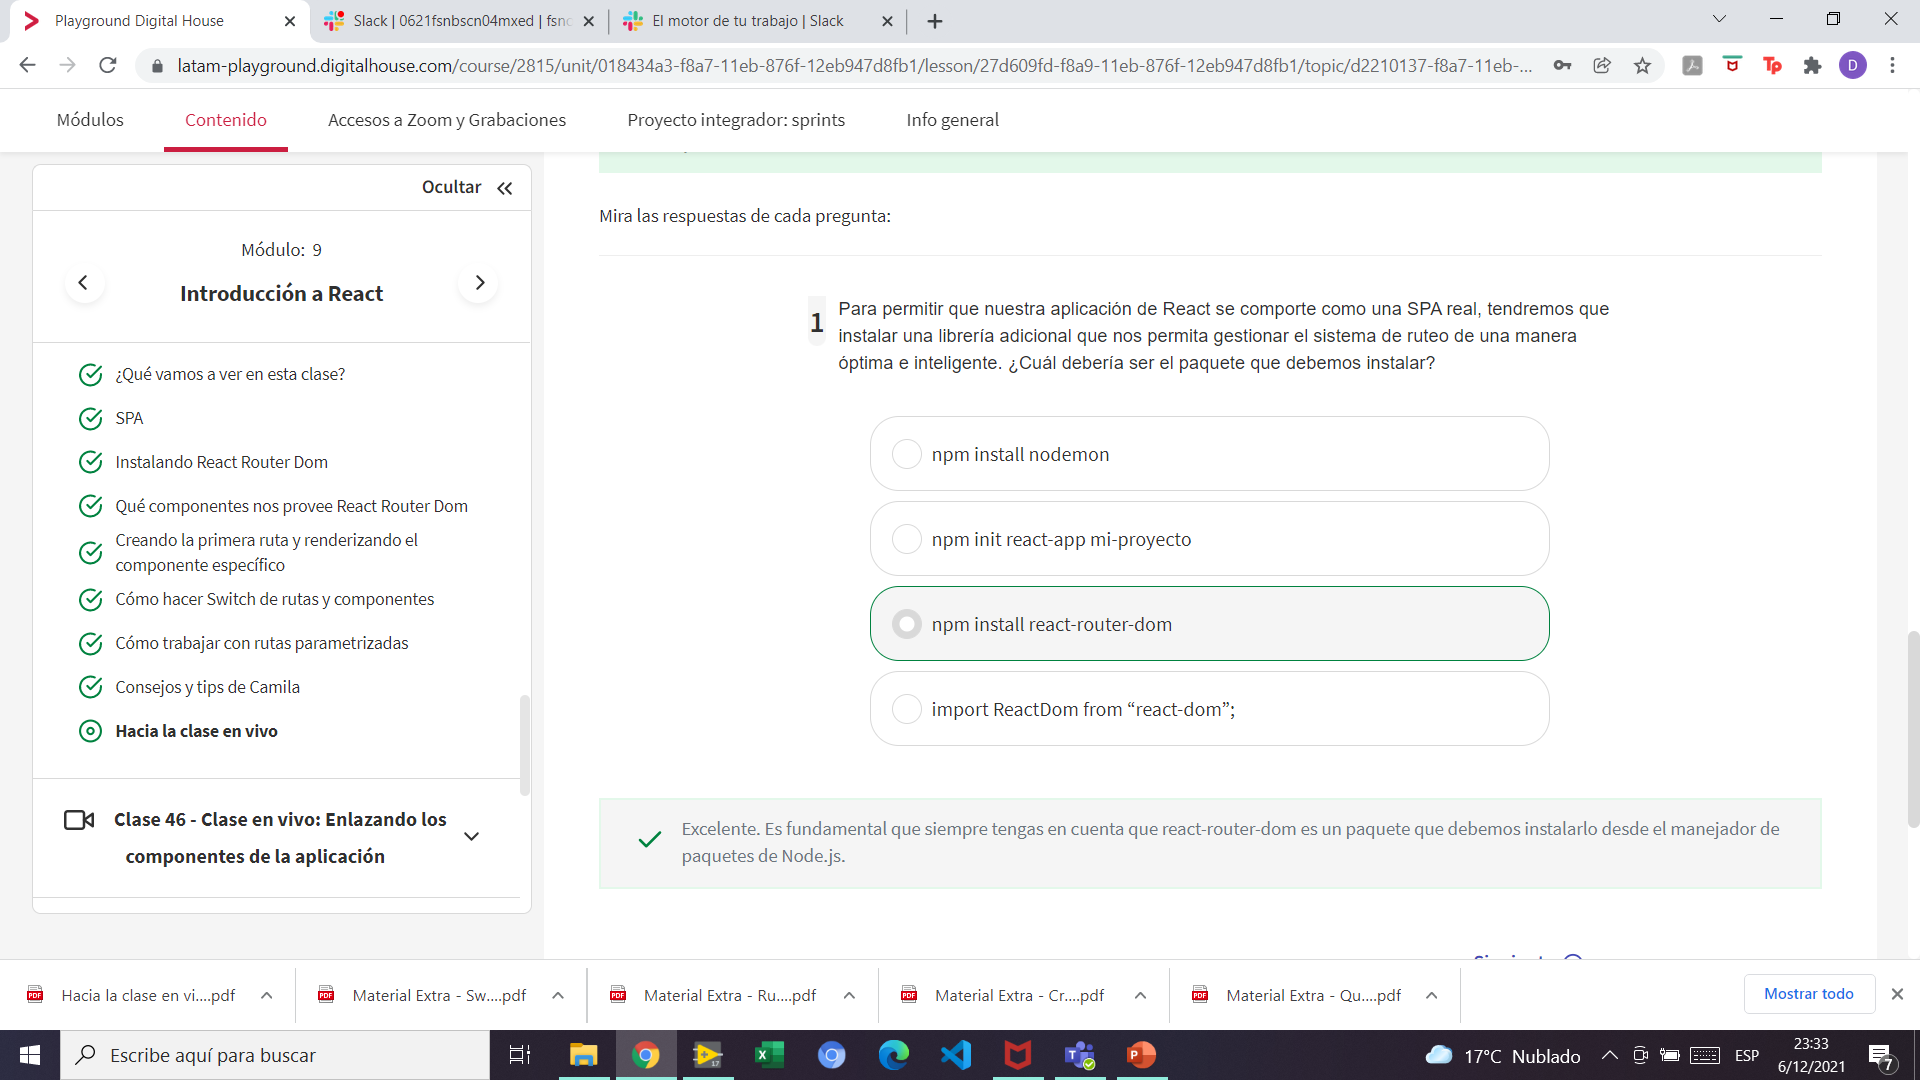 Playground Digital House
Slack | 0621fsnbscn04mxed | fsnc
El motor de tu trabajo | Slack
latam-playground.digitalhouse.com/course/2815/unit/018434a3-f8a7-11eb-876f-12eb947d8fb1/lesson/27d609fd-f8a9-11eb-876f-12eb947d8fb1/topic/d2210137-f8a7-11eb-...
D
Módulos
Contenido
Accesos a Zoom y Grabaciones
Proyecto integrador: sprints
Info general
Ocultar
Módulo: 9
Introducción a React
¿Qué vamos a ver en esta clase?
SPA
Instalando React Router Dom
Qué componentes nos provee React Router Dom
Creando la primera ruta y renderizando el
componente específico
Cómo hacer Switch de rutas y componentes
Cómo trabajar con rutas parametrizadas
Consejos y tips de Camila
Hacia la clase en vivo
Clase 46 - Clase en vivo: Enlazando los
componentes de la aplicación
Mira las respuestas de cada pregunta:
1
Para permitir que nuestra aplicación de React se comporte como una SPA real, tendremos que
instalar una librería adicional que nos permita gestionar el sistema de ruteo de una manera
óptima e inteligente. ¿Cuál debería ser el paquete que debemos instalar?
npm install nodemon
npm init react-app mi-proyecto
npm install react-router-dom
import ReactDom from “react-dom”;
Excelente. Es fundamental que siempre tengas en cuenta que react-router-dom es un paquete que debemos instalarlo desde el manejador de
paquetes de Node.js.
Hacia la clase en vi....pdf
Material Extra - Sw....pdf
Material Extra - Ru....pdf
Material Extra - Cr....pdf
Material Extra - Qu....pdf
Mostrar todo
Escribe aquí para buscar
17°C Nublado
ESP
23:33
6/12/2021
7